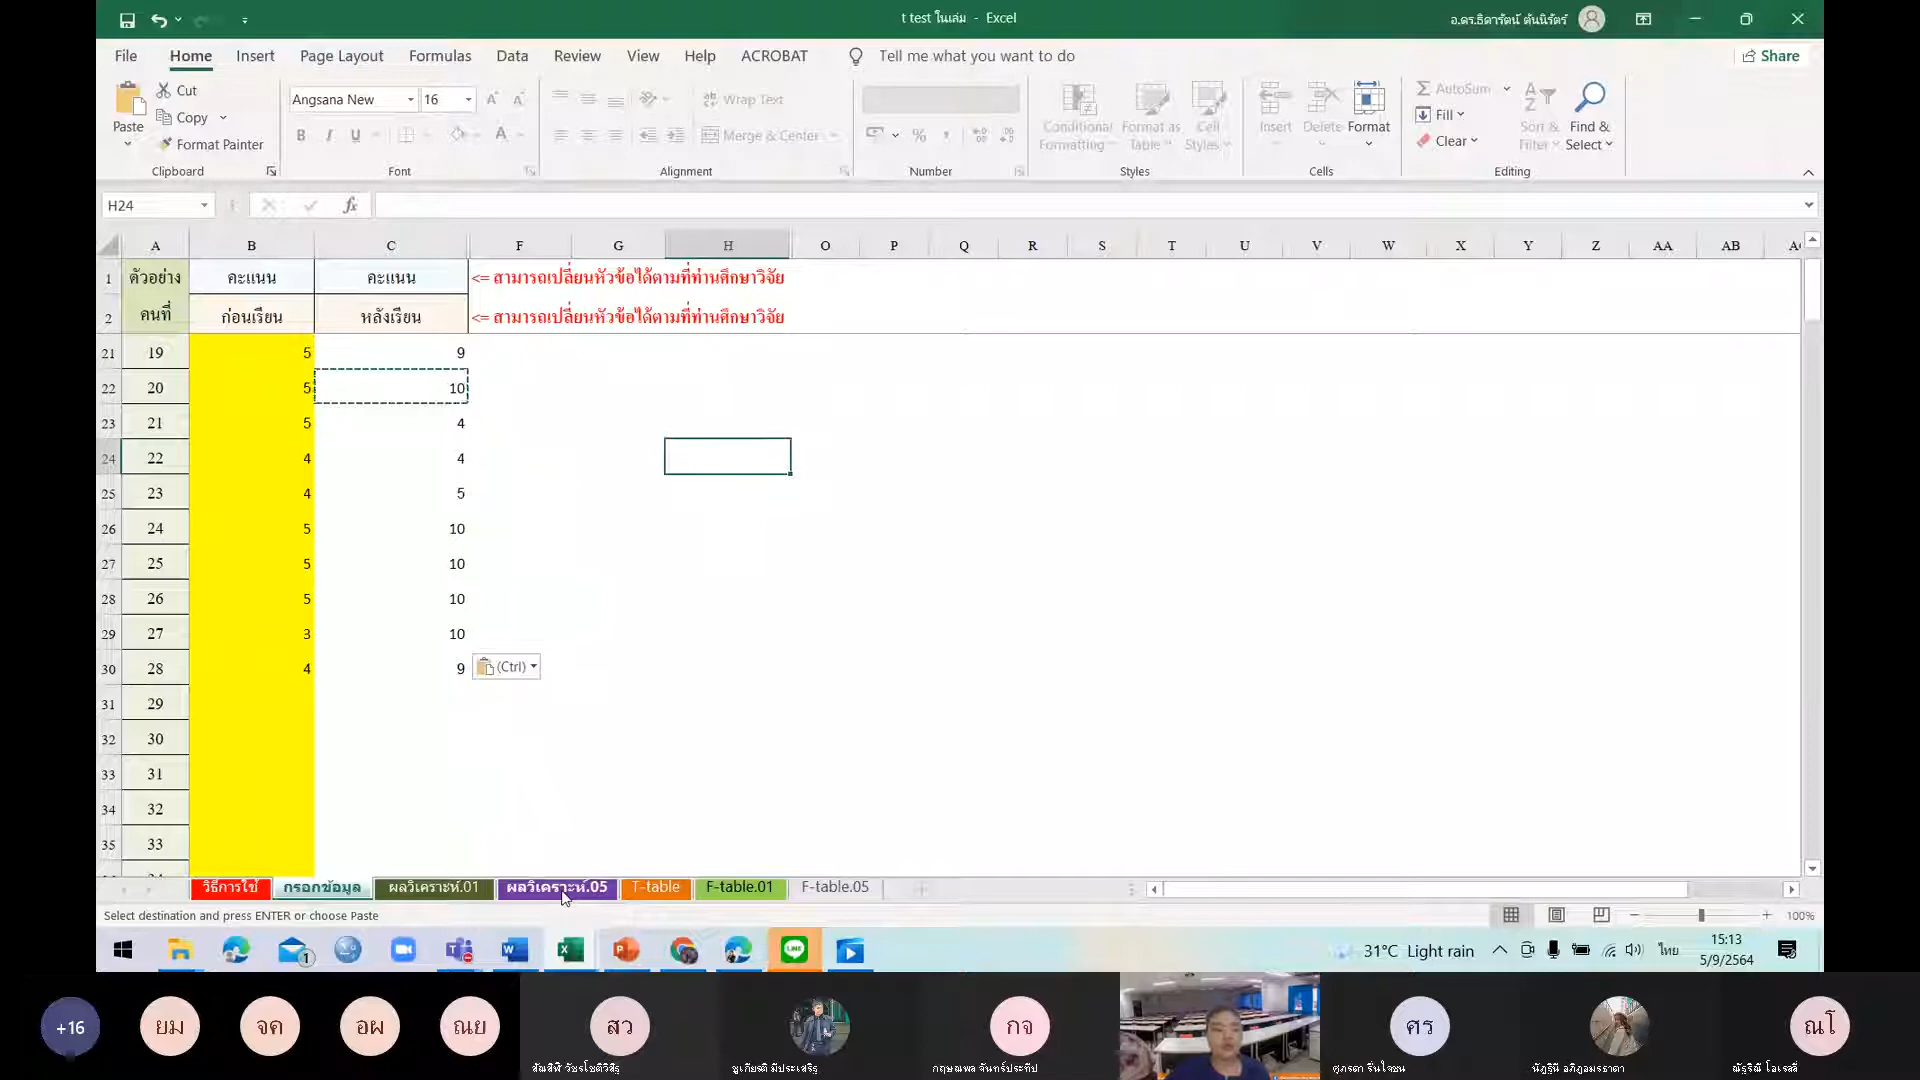 t test ในเล่ม - Excel
อ.ดร.ธิดารัตน์ ตันนิรัตร์
File Home Insert Page Layout Formulas Data Review View Help ACROBAT Tell me what you want to do Share
Paste Cut Copy Format Painter
Clipboard
Angsana New 16
B I U
Font
Wrap Text
Merge & Center
Alignment
Number
Conditional Formatting Format as Table Cell Styles
Styles
Insert Delete Format
Cells
AutoSum Fill Clear
Sort & Filter Find & Select
Editing
H24 fx
A B C F G H O P Q R S T U V W X Y Z AA AB
1 ตัวอย่าง คะแนน คะแนน <= สามารถเปลี่ยนหัวข้อได้ตามที่ท่านศึกษาวิจัย
2 คนที่ ก่อนเรียน หลังเรียน <= สามารถเปลี่ยนหัวข้อได้ตามที่ท่านศึกษาวิจัย
21 19 5 9
22 20 5 10
23 21 5 4
24 22 4 4
25 23 4 5
26 24 5 10
27 25 5 10
28 26 5 10
29 27 3 10
30 28 4 9 (Ctrl)
31 29
32 30
33 31
34 32
35 33
วิธีการใช้ กรอกข้อมูล ผลวิเคราะห์.01 ผลวิเคราะห์.05 T-table F-table.01 F-table.05
Select destination and press ENTER or choose Paste 100%
31°C Light rain ไทย 15:13
5/9/2564
+16 ยม จค อผ ณย สว กจ ศร ณโ